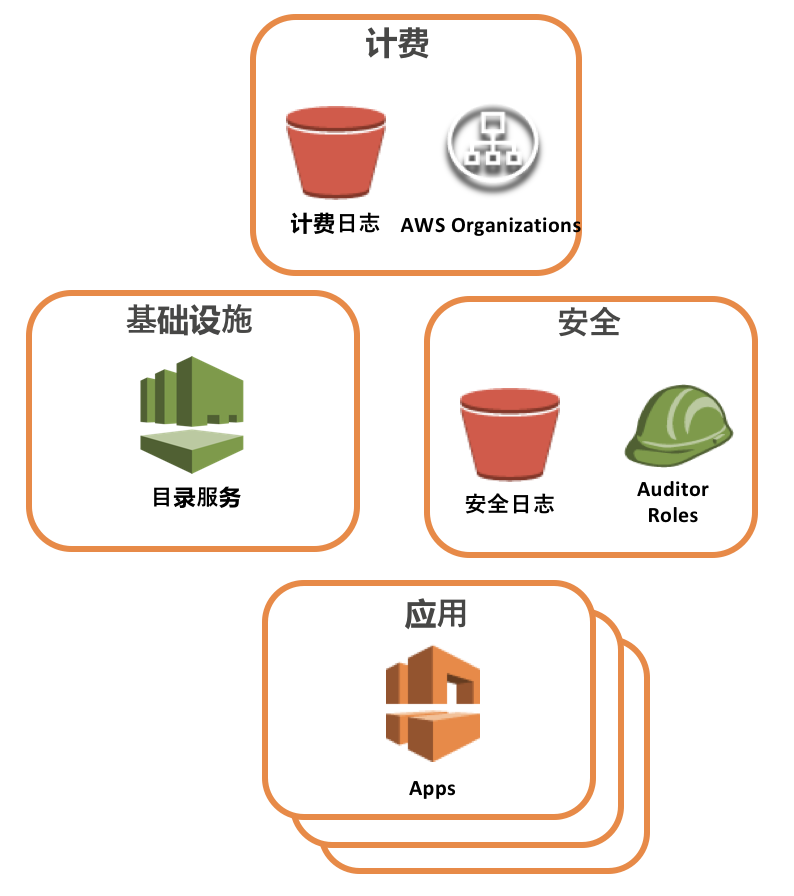 计费
计费日志
AWS Organizations
基础设施
目录服务
安全
安全日志
Auditor
Roles
应用
Apps